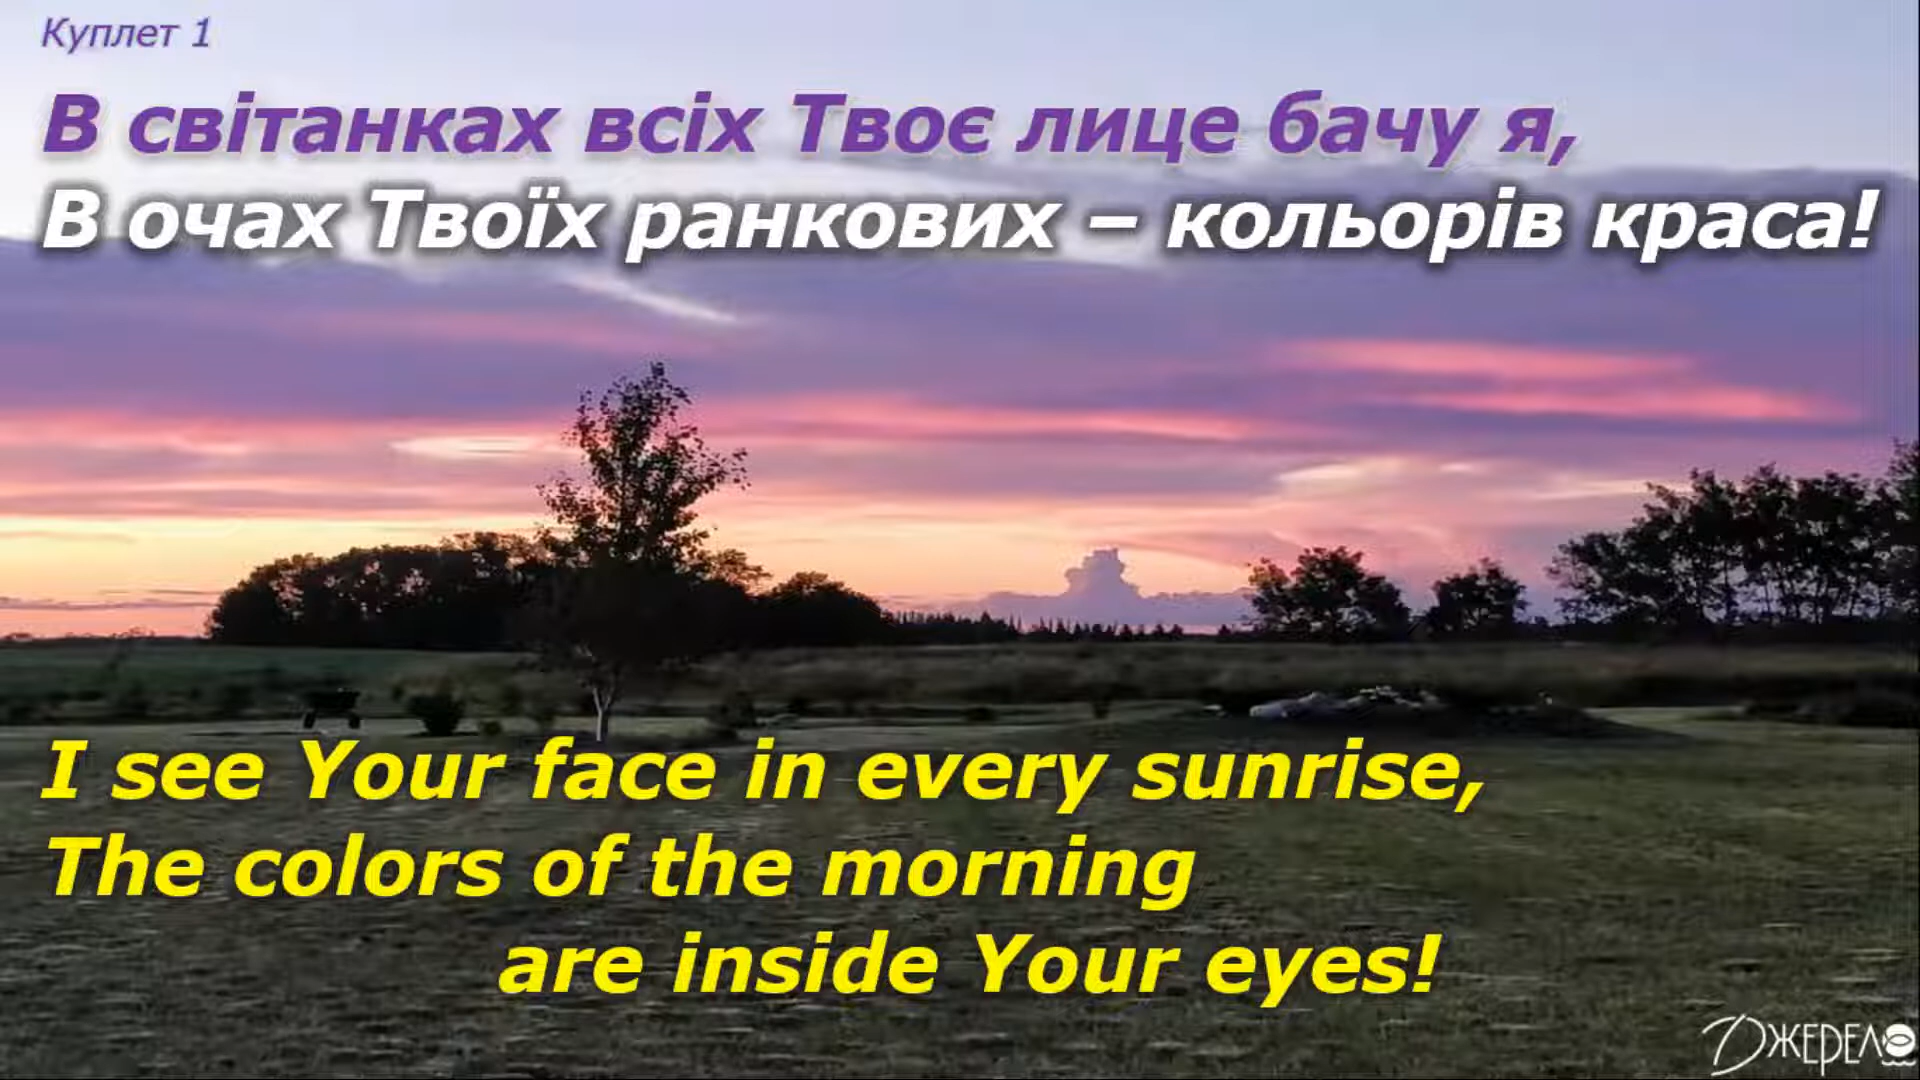 Куплет 1
В світанках всіх Твоє лице бачу я,
В очах Твоїх ранкових – кольорів краса!
I see Your face in every sunrise,
The colors of the morning
are inside Your eyes!
ДЖЕРЕЛО